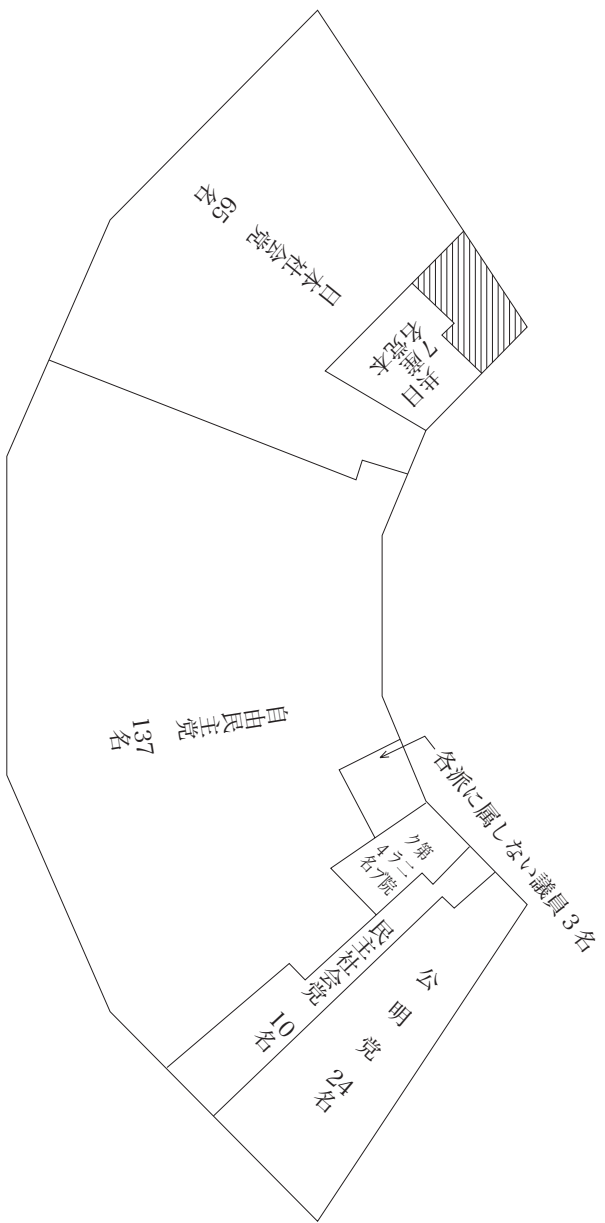 日本社会党
65名
日本共産党
7名
自由民主党
137名
各派に属しない議員3名
第二院クラブ
4名
民主社会党
10名
公明党
24名